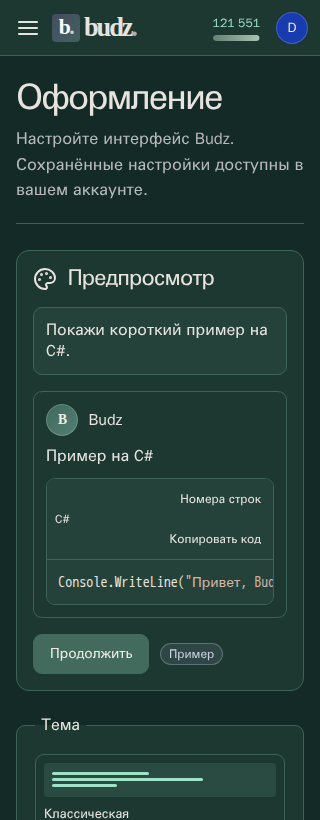 b. budz.
121 551
D
Оформление
Настройте интерфейс Budz.
Сохранённые настройки доступны в
вашем аккаунте.
Предпросмотр
Покажи короткий пример на
C#.
B Budz
Пример на C#
Номера строк
C#
Копировать код
Console.WriteLine("Привет, Bud
Продолжить
Пример
Тема
Классическая